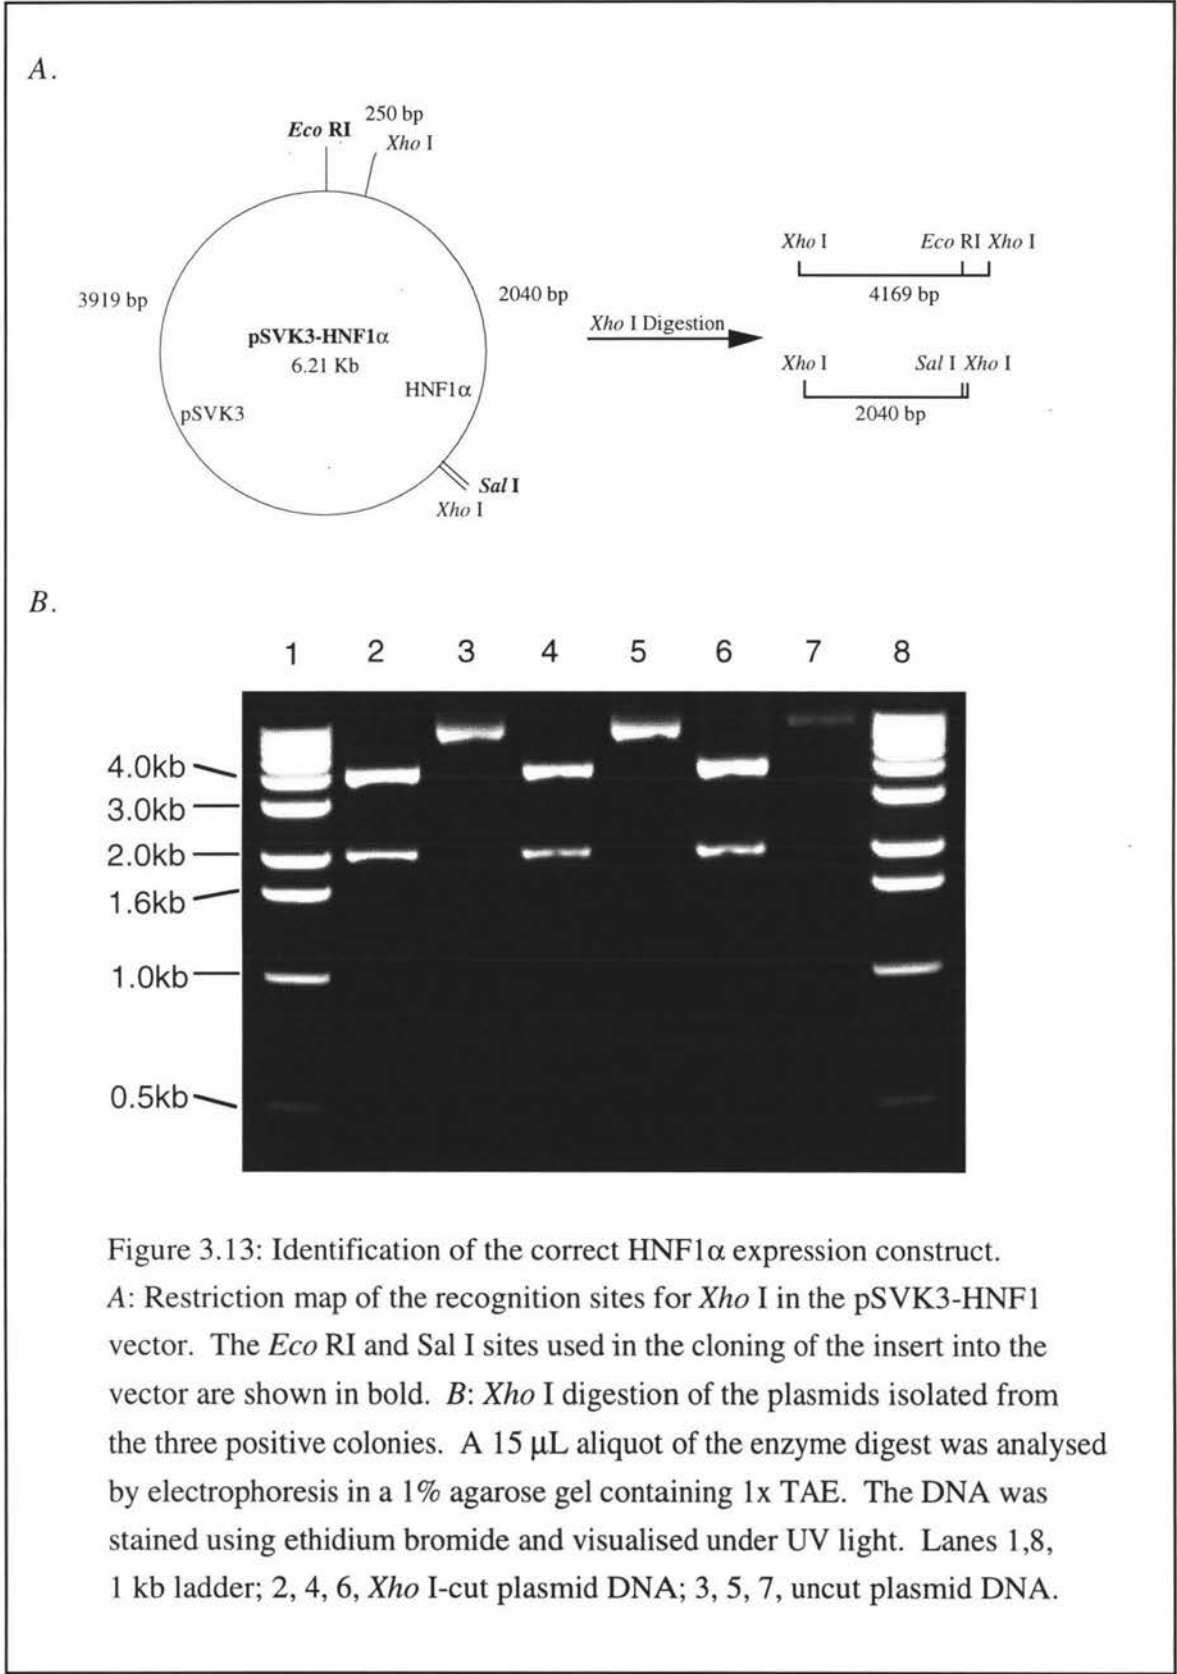 A.
Eco RI
250 bp
Xho I
3919 bp
2040 bp
pSVK3-HNF1α
6.21 Kb
HNF1α
pSVK3
Sal I
Xho I
Xho I Digestion
Xho I Eco RI Xho I
4169 bp
Xho I Sal I Xho I
2040 bp
B.
1 2 3 4 5 6 7 8
4.0kb
3.0kb
2.0kb
1.6kb
1.0kb
0.5kb
Figure 3.13: Identification of the correct HNF1α expression construct.
A: Restriction map of the recognition sites for Xho I in the pSVK3-HNF1
vector. The Eco RI and Sal I sites used in the cloning of the insert into the
vector are shown in bold. B: Xho I digestion of the plasmids isolated from
the three positive colonies. A 15 μL aliquot of the enzyme digest was analysed
by electrophoresis in a 1% agarose gel containing 1x TAE. The DNA was
stained using ethidium bromide and visualised under UV light. Lanes 1,8,
1 kb ladder; 2, 4, 6, Xho I-cut plasmid DNA; 3, 5, 7, uncut plasmid DNA.